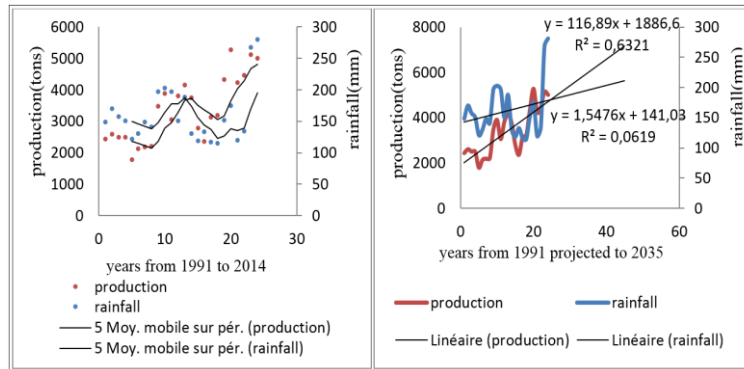 6000
5000
4000
3000
2000
1000
0
production(tons)
300
250
200
150
100
50
0
rainfall(mm)
0
10
20
30
years from 1991 to 2014
production
rainfall
5 Moy. mobile sur pér. (production)
5 Moy. mobile sur pér. (rainfall)
8000
6000
4000
2000
0
production(tons)
y = 116,89x + 1886,6
R² = 0,6321
y = 1,5476x + 141,03
R² = 0,0619
300
250
200
150
100
50
0
rainfall(mm)
0
20
40
60
years from 1991 projected to 2035
production
rainfall
Linéaire (production)
Linéaire (rainfall)